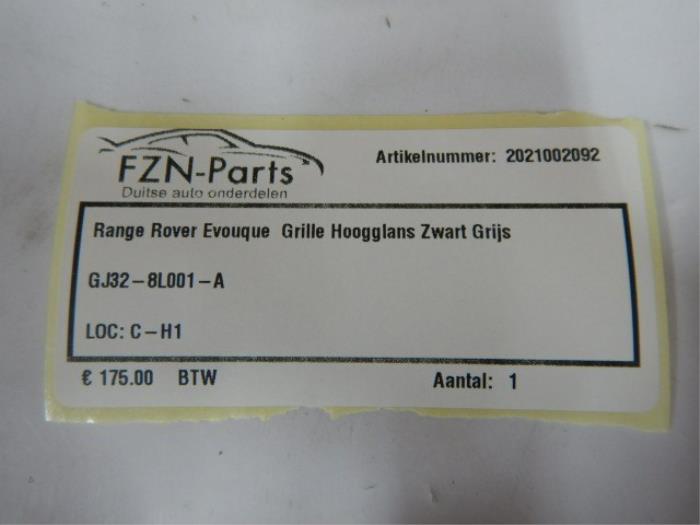 FZN-Parts
Duitse auto onderdelen
Artikelnummer: 2021002092
Range Rover Evouque Grille Hoogglans Zwart Grijs
GJ32-8L001-A
LOC: C-H1
€ 175.00 BTW
Aantal: 1